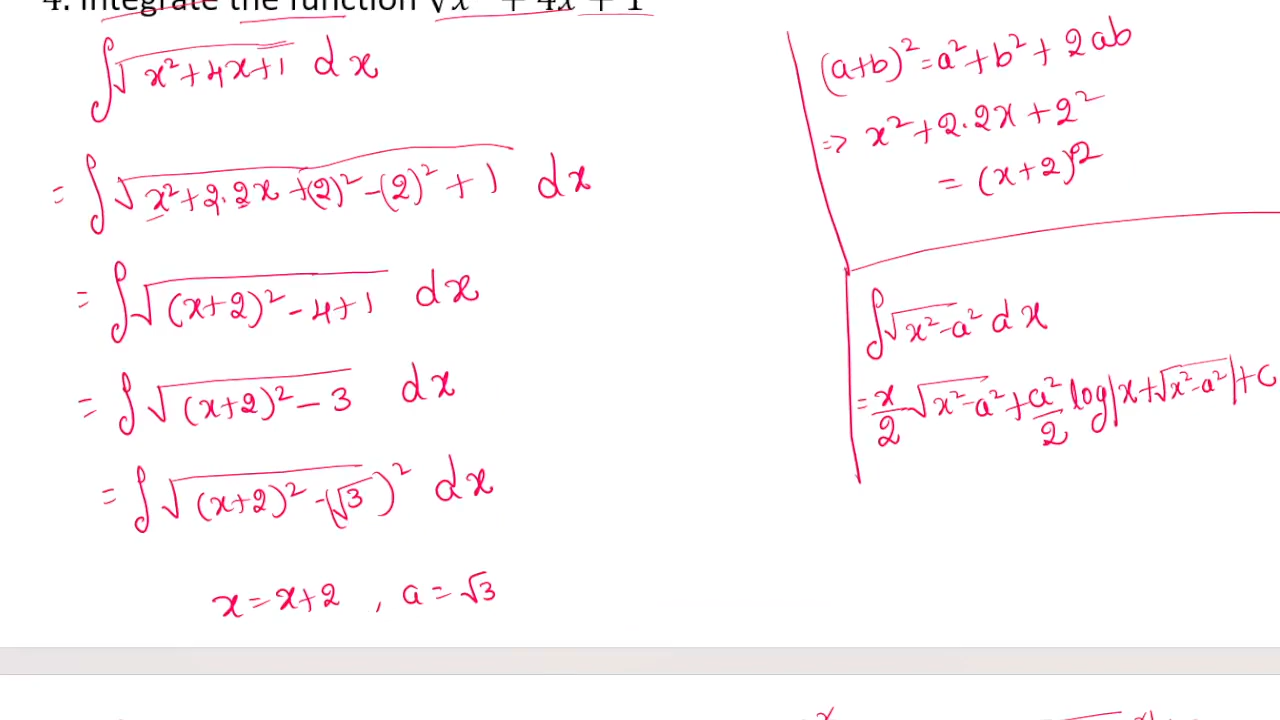 4. Integrate the function √x² + 4x + 1
∫√x²+4x+1 dx
= ∫√x²+2.2x+(2)²-(2)²+1 dx
= ∫√(x+2)²-4+1 dx
= ∫√(x+2)²-3 dx
= ∫√(x+2)²-(√3)² dx
x=x+2 , a=√3
(a+b)²=a²+b²+2ab
=> x²+2.2x+2²
= (x+2)²
∫√x²-a² dx
=x/2 √x²-a²+a²/2 log|x+√x²-a²|+c